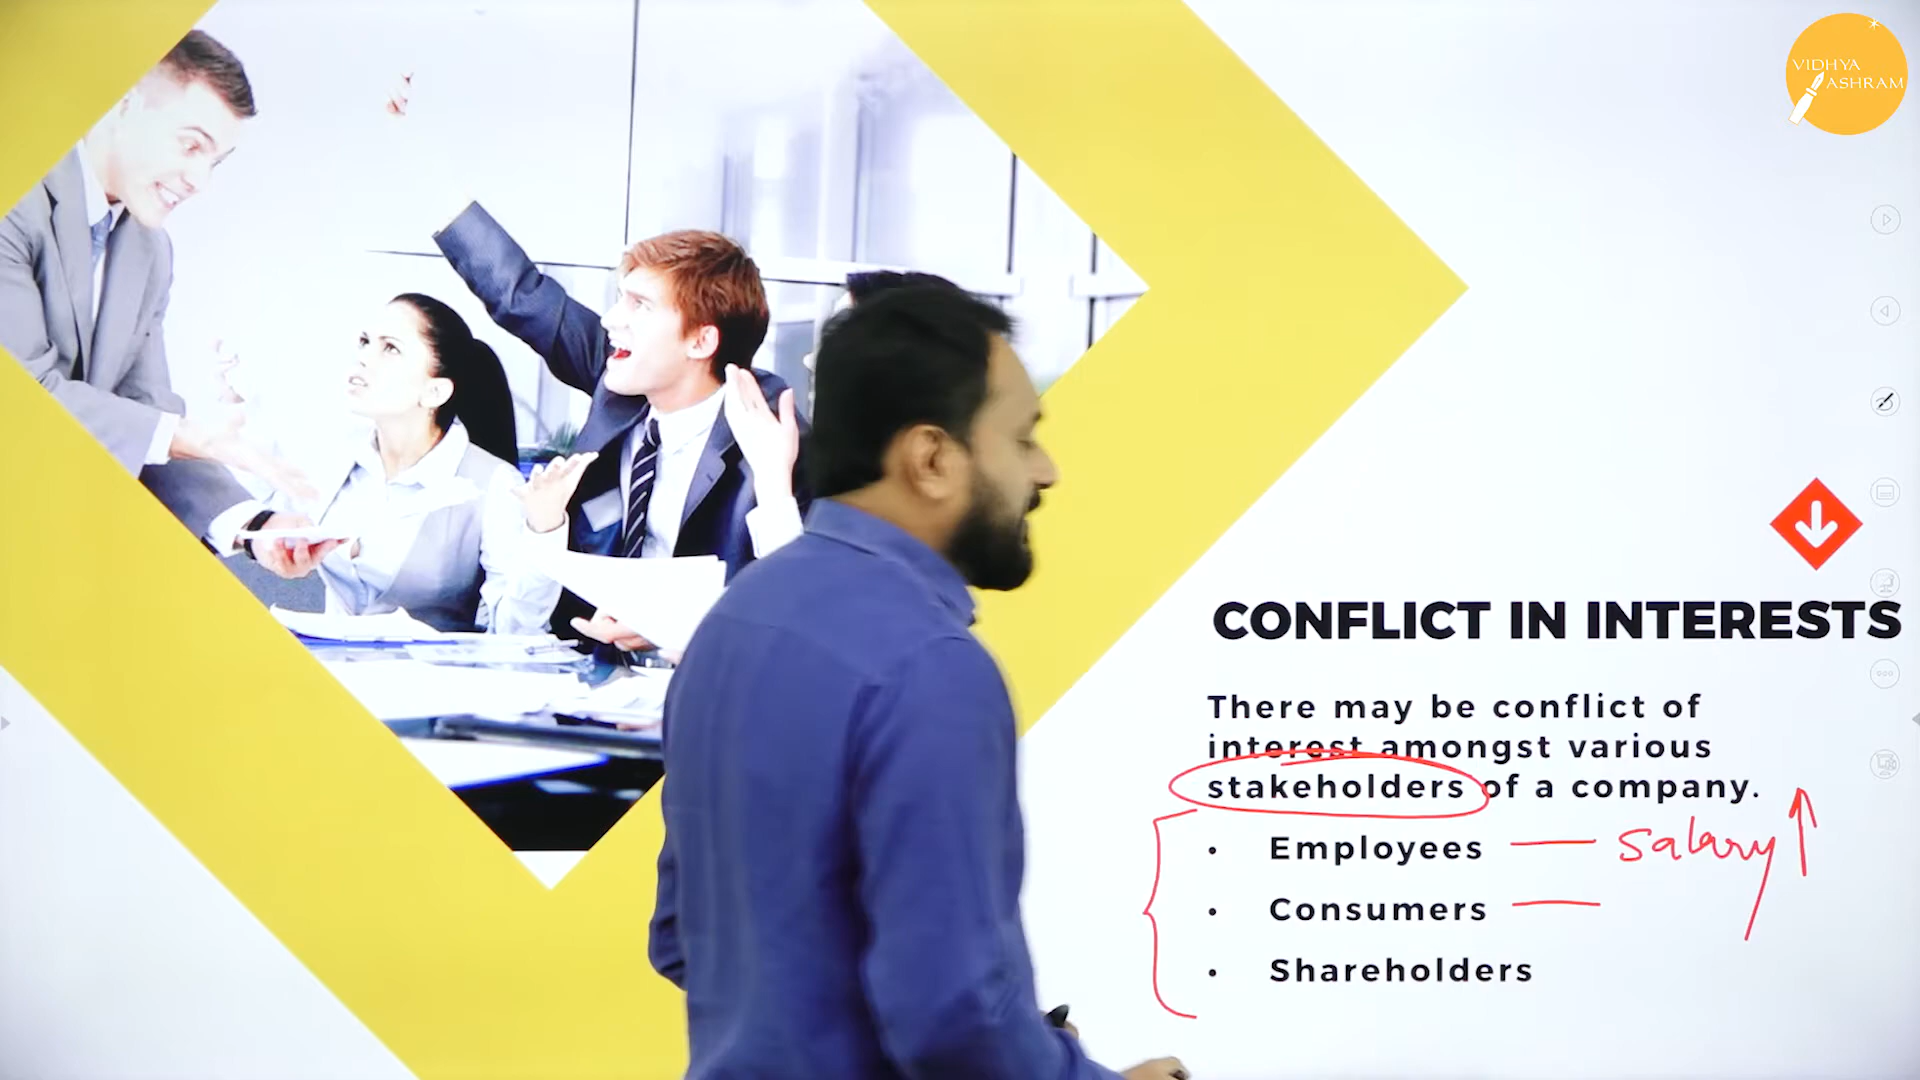 VIDHYA
ASHRAM
CONFLICT IN INTERESTS
There may be conflict of
interest amongst various
stakeholders of a company.
• Employees — salary ↑
• Consumers —
• Shareholders